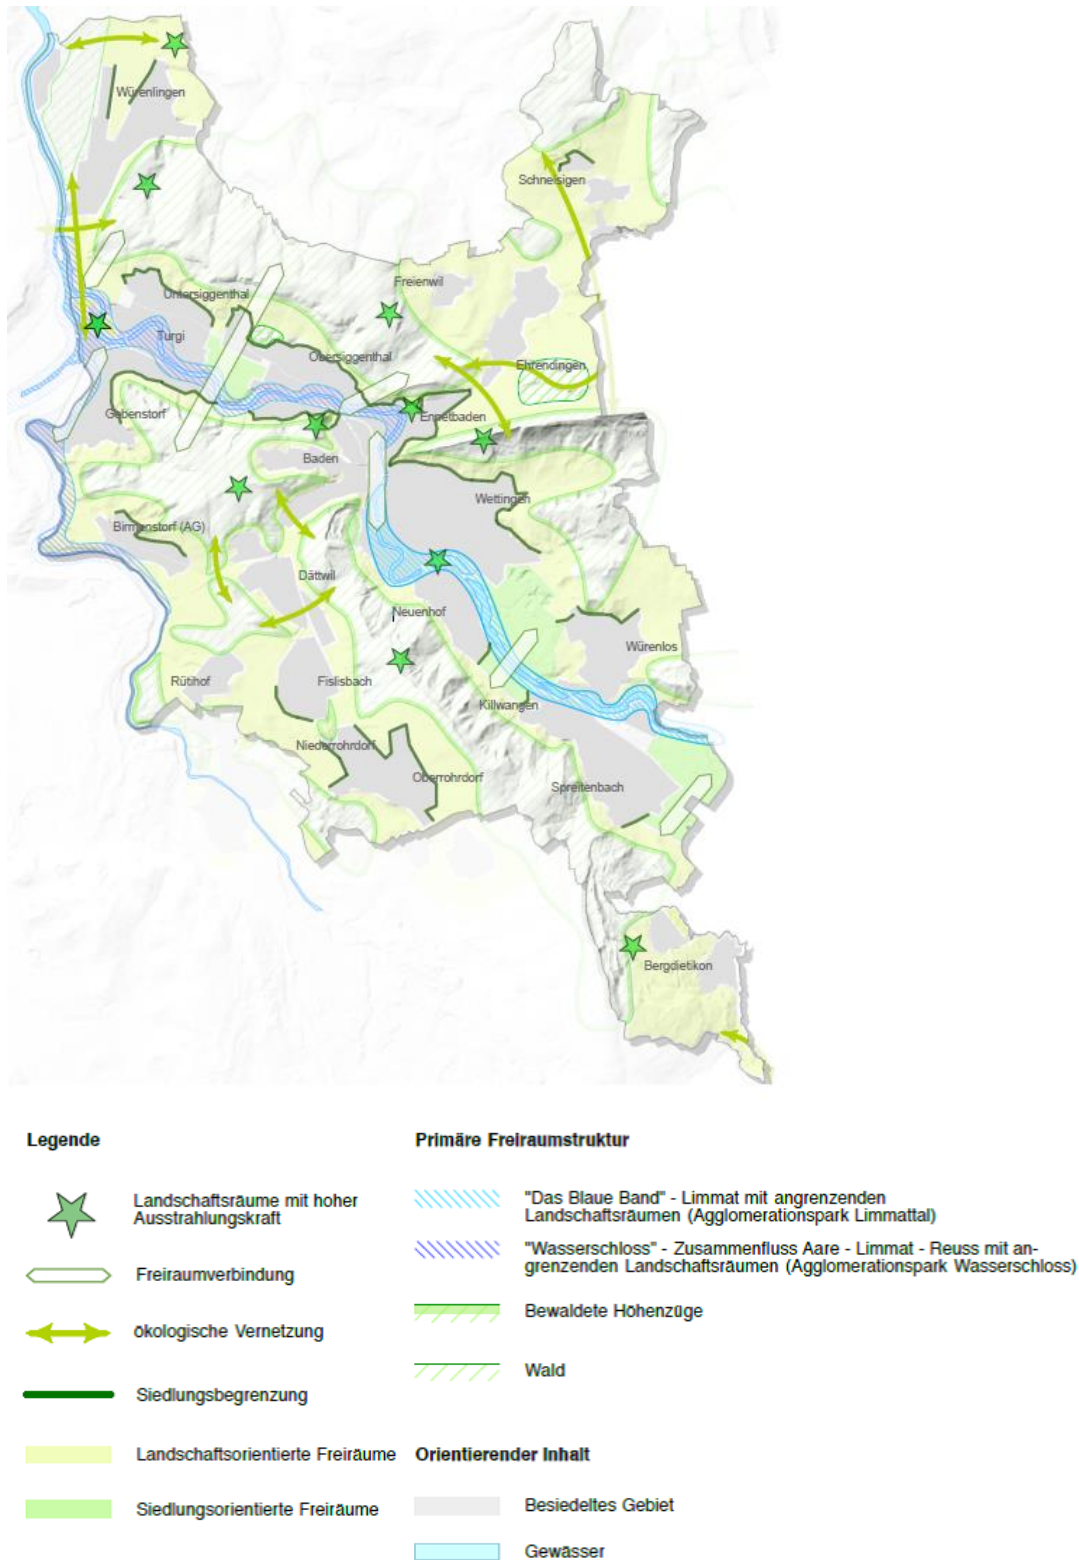 Würenlingen
Schneisigen
Freienwil
Untersiggenthal
Turgi
Obersiggenthal
Ehrendingen
Gebenstorf
Ennetbaden
Baden
Wettingen
Birmenstorf (AG)
Dättwil
Neuenhof
Würenlos
Rütihof
Fislisbach
Killwangen
Niederrohrdorf
Oberrohrdorf
Spreitenbach
Bergdietikon
Legende
Landschaftsräume mit hoher
Ausstrahlungskraft
Freiraumverbindung
ökologische Vernetzung
Siedlungsbegrenzung
Landschaftsorientierte Freiräume
Siedlungsorientierte Freiräume
Primäre Freiraumstruktur
"Das Blaue Band" - Limmat mit angrenzenden
Landschaftsräumen (Agglomerationspark Limmattal)
"Wasserschloss" - Zusammenfluss Aare - Limmat - Reuss mit an-
grenzenden Landschaftsräumen (Agglomerationspark Wasserschloss)
Bewaldete Höhenzüge
Wald
Orientierender Inhalt
Besiedeltes Gebiet
Gewässer